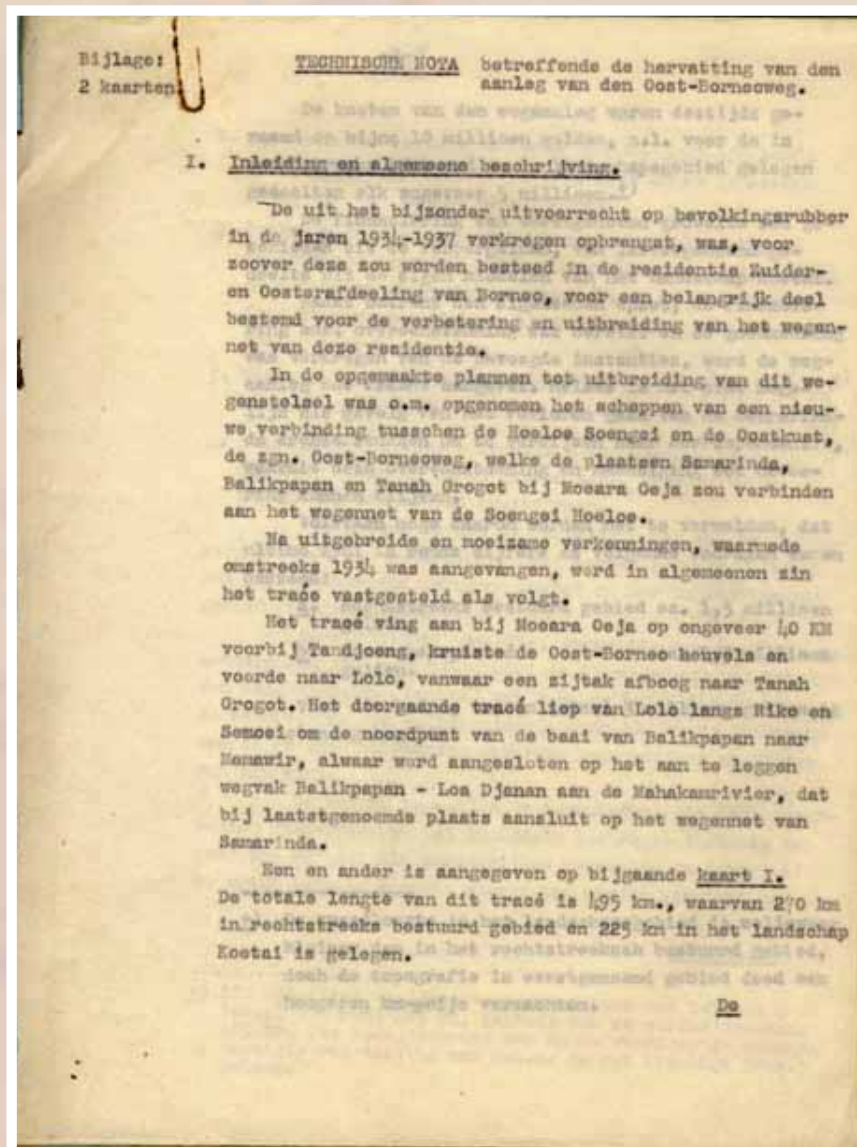 Bijlage:
2 kaarten
TECHNISCHE NOTA betreffende de hervatting van den
aanleg van den Oost-Borneoweg.
I. Inleiding en algemeene beschrijving.
De uit het bijzonder uitvoerrecht op bevolkingsrubber
in de jaren 1934-1937 verkregen opbrengst, was, voor
zoover deze zou worden besteed in de residentie Zuider-
en Oosterafdeeling van Borneo, voor een belangrijk deel
bestemd voor de verbetering en uitbreiding van het wegen-
net van deze residentie.
In de opgemaakte plannen tot uitbreiding van dit we-
genstelsel was o.m. opgenomen het scheppen van een nieu-
we verbinding tusschen de Hoeloe Soengei en de Oostkust,
de zgn. Oost-Borneoweg, welke de plaatsen Samarinda,
Balikpapan en Tanah Grogot bij Moeara Oeja zou verbinden
aan het wegennet van de Soengei Hoeloe.
Na uitgebreide en moeizame verkenningen, waarmede
omstreeks 1934 was aangevangen, werd in algemeenen zin
het tracée vastgesteld als volgt.
Het tracé ving aan bij Moeara Oeja op ongeveer 40 KM
voorbij Tandjoeng, kruiste de Oost-Borneo heuvels en
voerde naar Lolo, vanwaar een zijtak afboog naar Tanah
Grogot. Het doorgaande tracé liep van Lolo langs Riko en
Semoei om de noordpunt van de baai van Balikpapan naar
alwaar werd aangesloten op het aan te leggen
wegvak Balikpapan - Loa Djanan aan de Mahakamrivier, dat
bij laatstgenoemde plaats aansluit op het wegennet van
Samarinda.
Een en ander is aangegeven op bijgaande kaart I.
De totale lengte van dit tracé is 495 km., waarvan 270 km
in rechtstreeks bestuurd gebied en 225 km in het landschap
Koetai is gelegen.
De